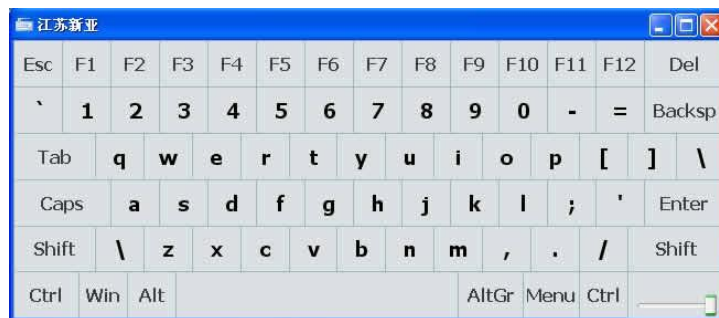 江苏新亚
Esc F1 F2 F3 F4 F5 F6 F7 F8 F9 F10 F11 F12 Del
` 1 2 3 4 5 6 7 8 9 0 - = Backsp
Tab q w e r t y u i o p [ ] \
Caps a s d f g h j k l ; ' Enter
Shift \ z x c v b n m , . / Shift
Ctrl Win Alt AltGr Menu Ctrl